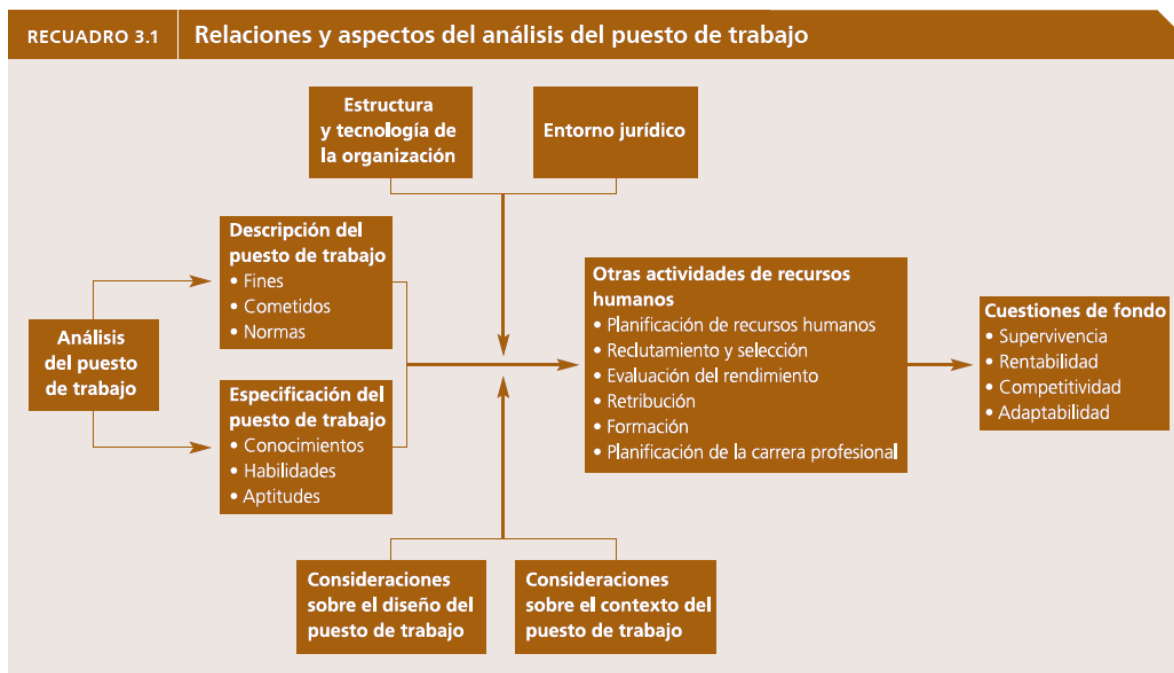 RECUADRO 3.1
Relaciones y aspectos del análisis del puesto de trabajo
Estructura
y tecnología de
la organización
Entorno jurídico
Análisis
del puesto
de trabajo
Descripción del
puesto de trabajo
• Fines
• Cometidos
• Normas
Especificación del
puesto de trabajo
• Conocimientos
• Habilidades
• Aptitudes
Otras actividades de recursos
humanos
• Planificación de recursos humanos
• Reclutamiento y selección
• Evaluación del rendimiento
• Retribución
• Formación
• Planificación de la carrera profesional
Cuestiones de fondo
• Supervivencia
• Rentabilidad
• Competitividad
• Adaptabilidad
Consideraciones
sobre el diseño del
puesto de trabajo
Consideraciones
sobre el contexto del
puesto de trabajo